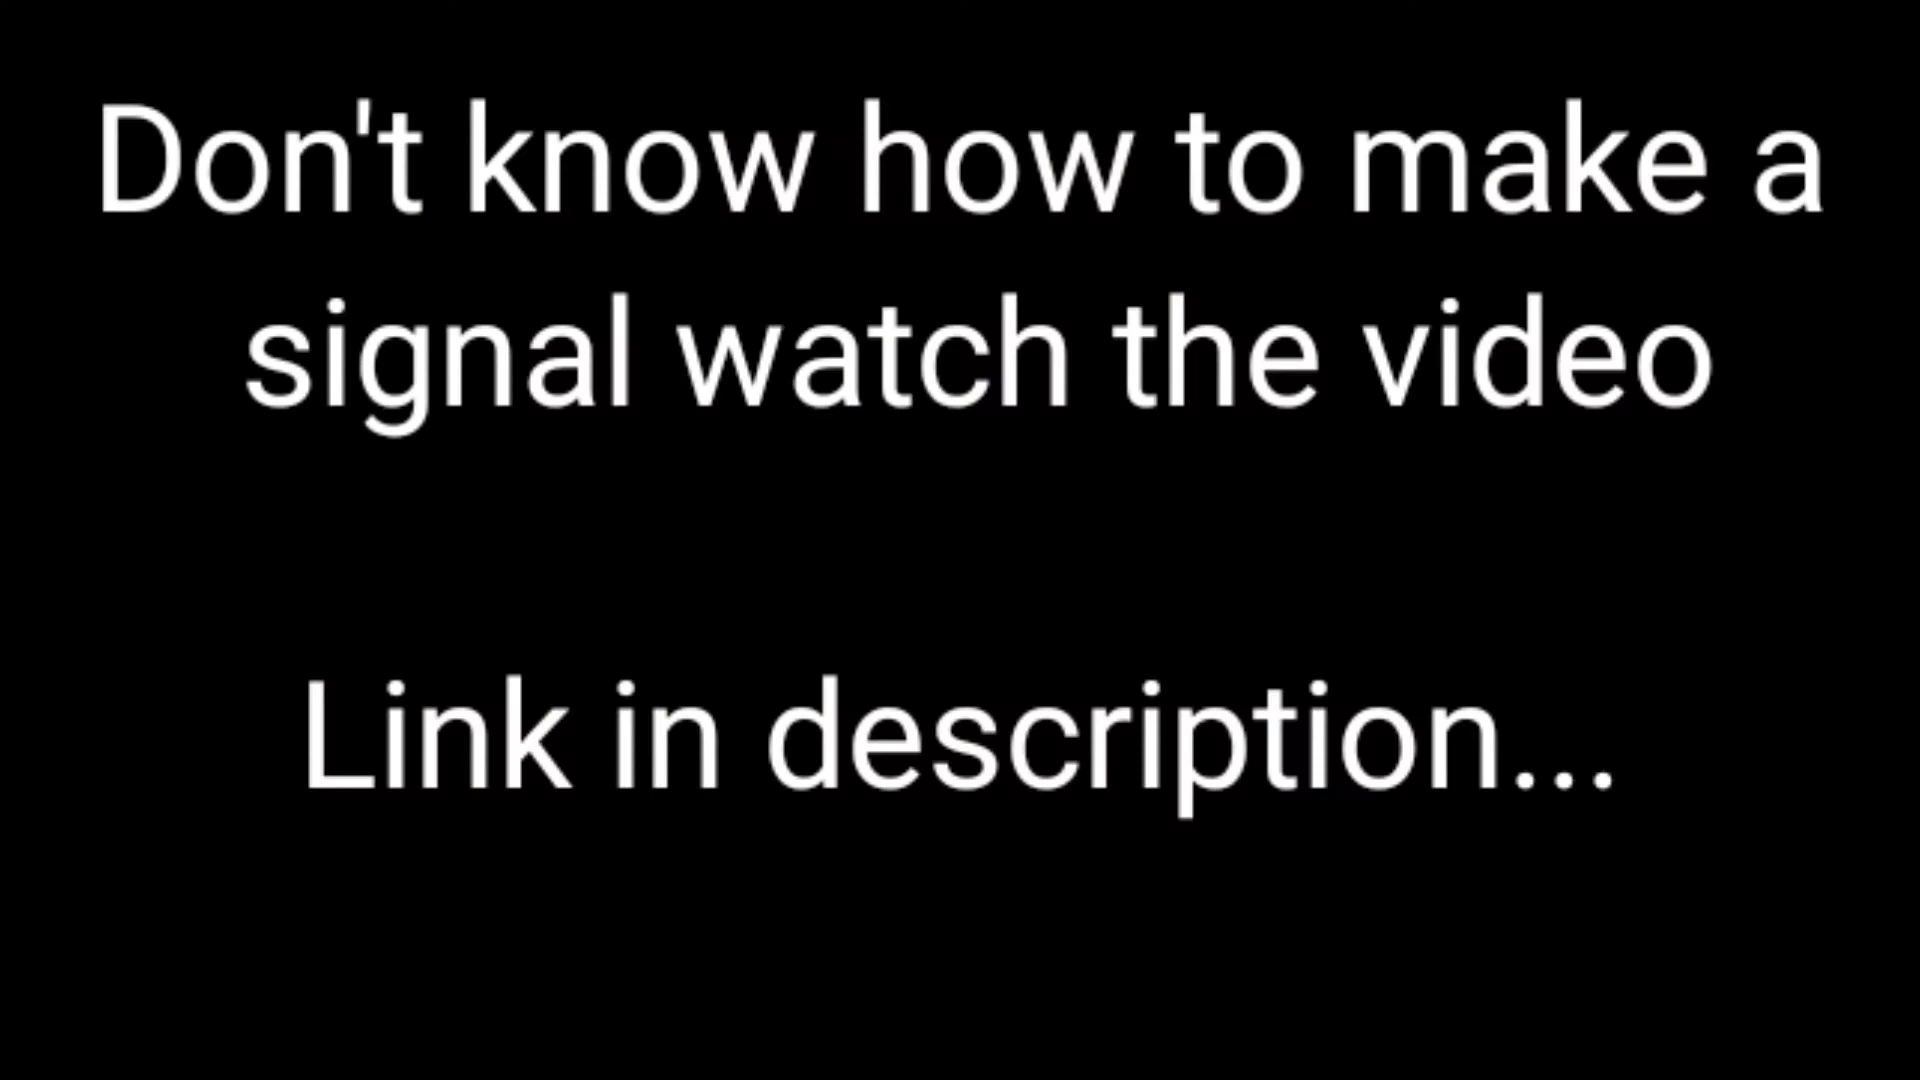 Don't know how to make a
signal watch the video
Link in description...